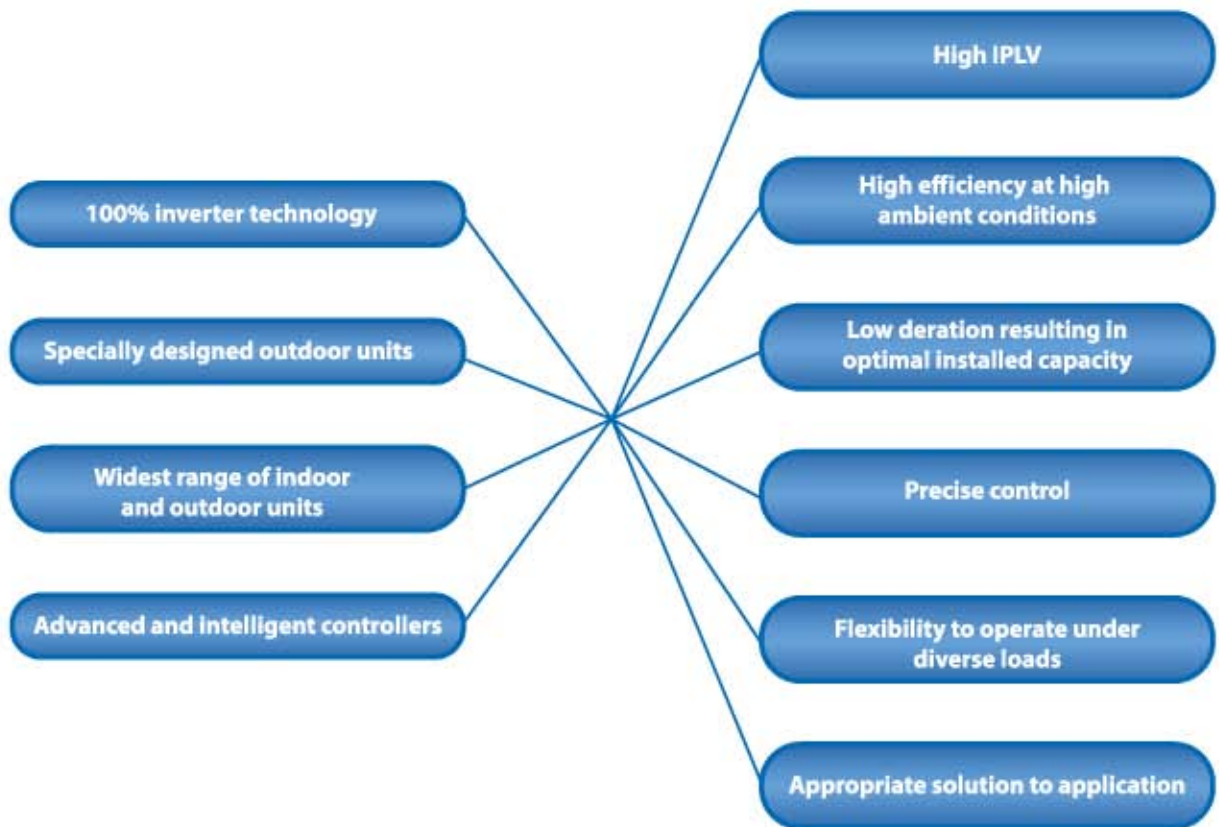 100% inverter technology
Specially designed outdoor units
Widest range of indoor
and outdoor units
Advanced and intelligent controllers
High IPLV
High efficiency at high
ambient conditions
Low deration resulting in
optimal installed capacity
Precise control
Flexibility to operate under
diverse loads
Appropriate solution to application